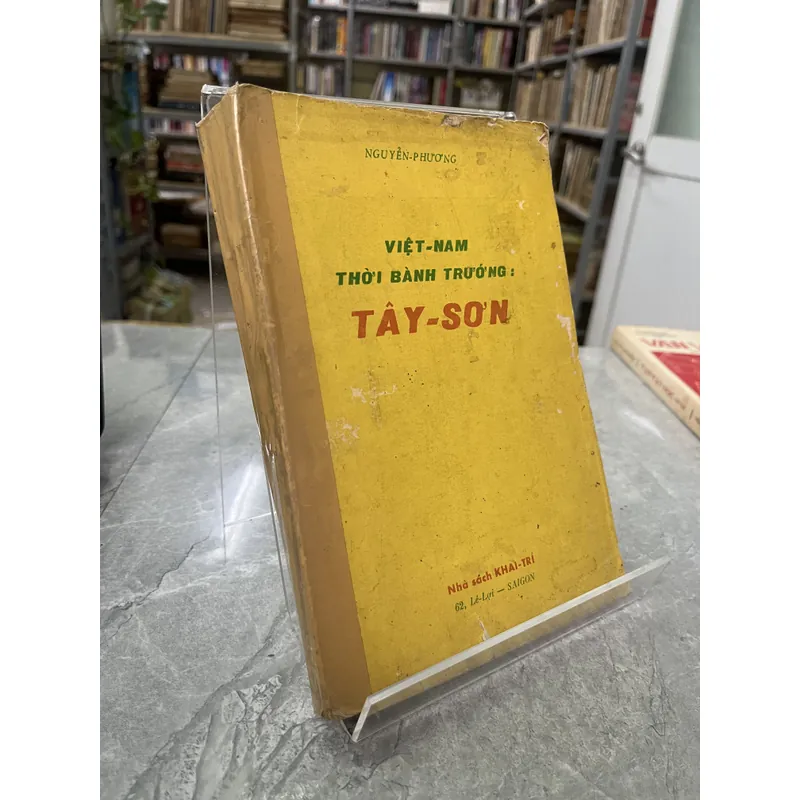 NGUYỄN-PHƯƠNG
VIỆT-NAM
THỜI BÀNH TRƯỚNG:
TÂY-SƠN
Nhà sách KHAI-TRÍ
62, Lê-Lợi — SAIGON